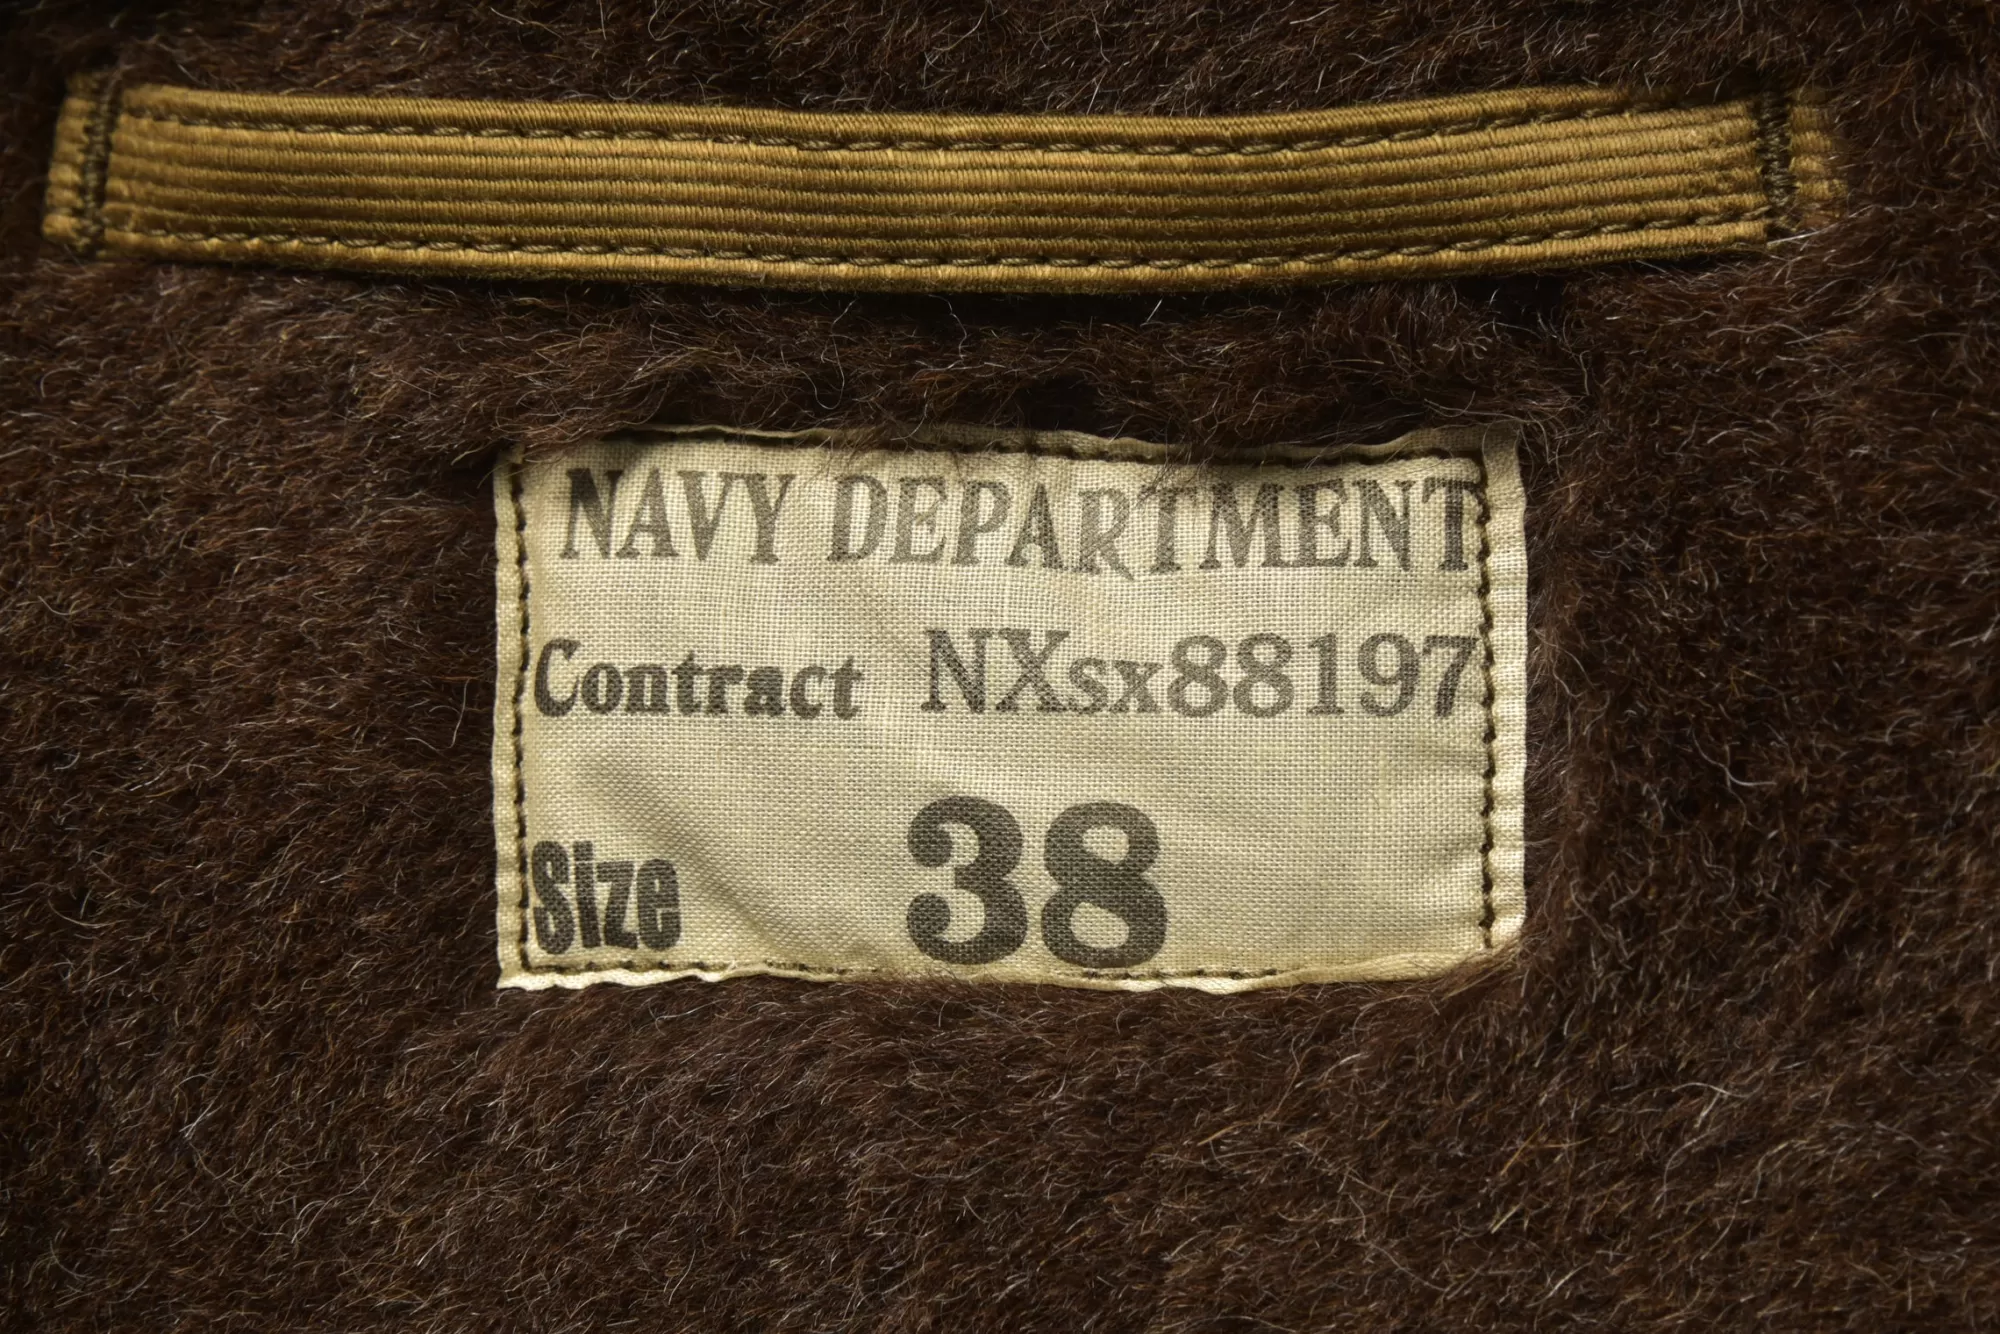 NAVY DEPARTMENT
Contract NXsx88197
Size 38